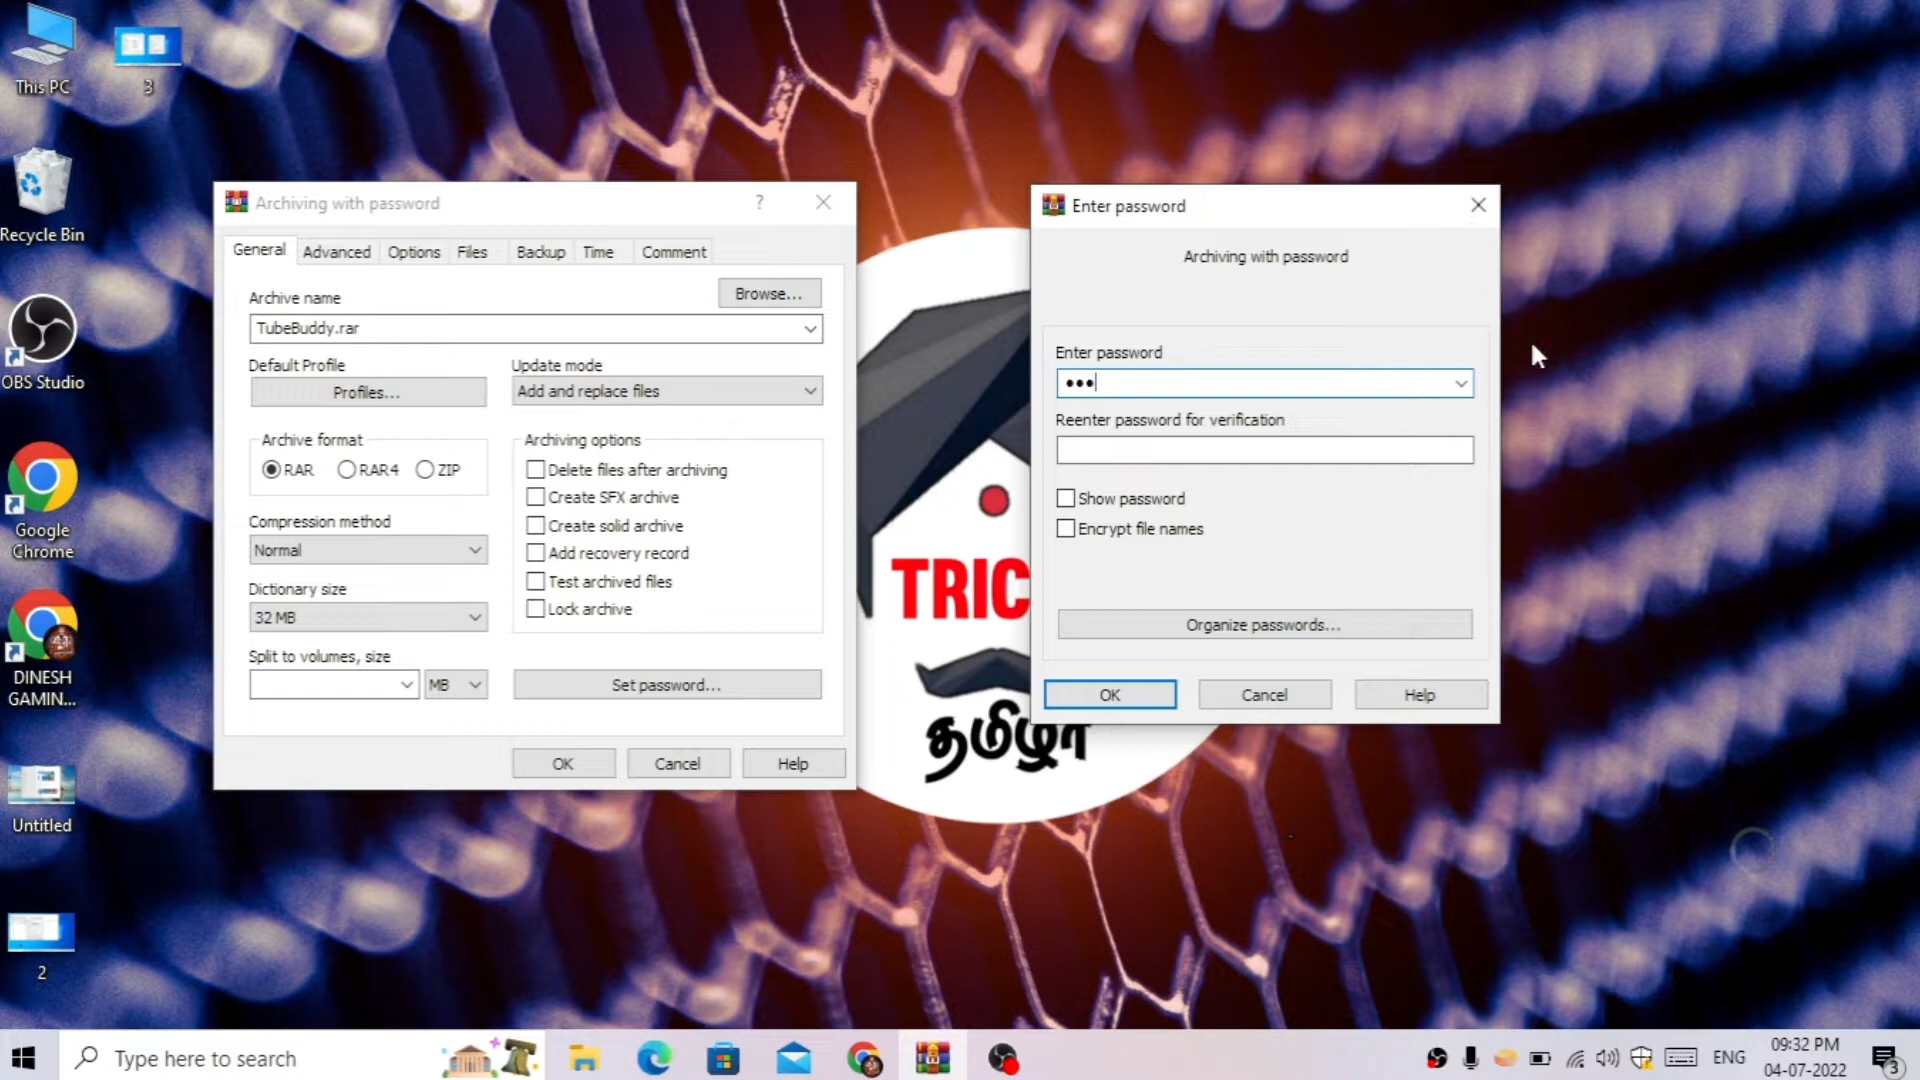 This PC
3
Recycle Bin
OBS Studio
Google
Chrome
DINESH
GAMIN...
Untitled
2
Archiving with password
?
General
Advanced
Options
Files
Backup
Time
Comment
Archive name
Browse...
TubeBuddy.rar
Default Profile
Profiles...
Update mode
Add and replace files
Archive format
RAR
RAR4
ZIP
Archiving options
Delete files after archiving
Create SFX archive
Create solid archive
Add recovery record
Test archived files
Lock archive
Compression method
Normal
Dictionary size
32 MB
Split to volumes, size
MB
Set password...
OK
Cancel
Help
Enter password
Archiving with password
Enter password
•••
Reenter password for verification
Show password
Encrypt file names
Organize passwords...
OK
Cancel
Help
TRIC
தமிழா
Type here to search
ENG
09:32 PM
04-07-2022
3